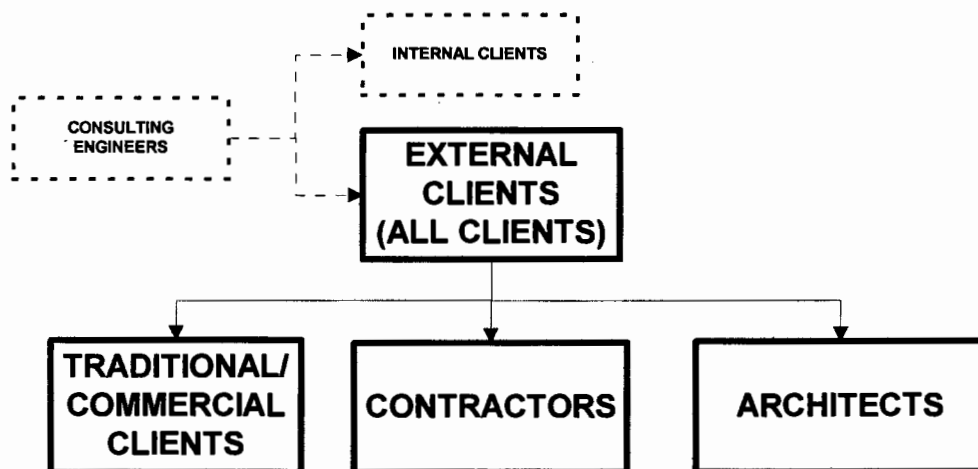 INTERNAL CLIENTS
CONSULTING
ENGINEERS
EXTERNAL
CLIENTS
(ALL CLIENTS)
TRADITIONAL/
COMMERCIAL
CLIENTS
CONTRACTORS
ARCHITECTS